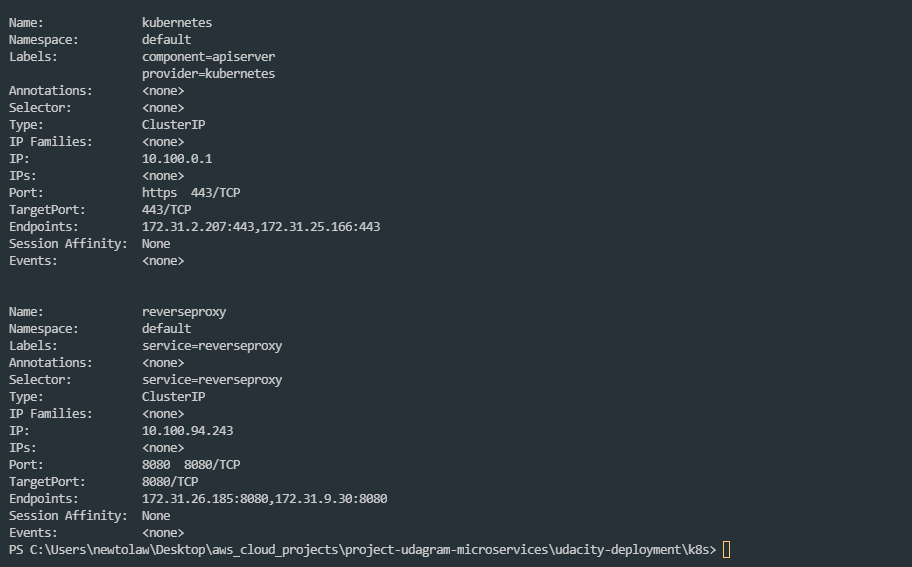 Name:              kubernetes
Namespace:         default
Labels:            component=apiserver
                   provider=kubernetes
Annotations:       <none>
Selector:          <none>
Type:              ClusterIP
IP Families:       <none>
IP:                10.100.0.1
IPs:               <none>
Port:              https  443/TCP
TargetPort:        443/TCP
Endpoints:         172.31.2.207:443,172.31.25.166:443
Session Affinity:  None
Events:            <none>
Name:              reverseproxy
Namespace:         default
Labels:            service=reverseproxy
Annotations:       <none>
Selector:          service=reverseproxy
Type:              ClusterIP
IP Families:       <none>
IP:                10.100.94.243
IPs:               <none>
Port:              8080  8080/TCP
TargetPort:        8080/TCP
Endpoints:         172.31.26.185:8080,172.31.9.30:8080
Session Affinity:  None
Events:            <none>
PS C:\Users\newtolaw\Desktop\aws_cloud_projects\project-udagram-microservices\udacity-deployment\k8s>